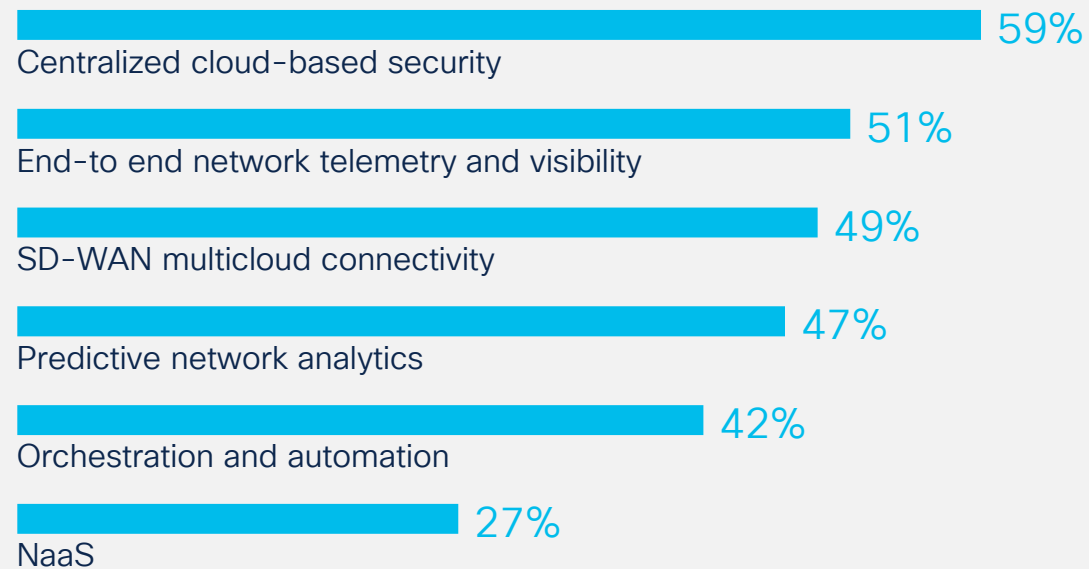 59%
Centralized cloud-based security
51%
End-to end network telemetry and visibility
49%
SD-WAN multicloud connectivity
47%
Predictive network analytics
42%
Orchestration and automation
27%
NaaS